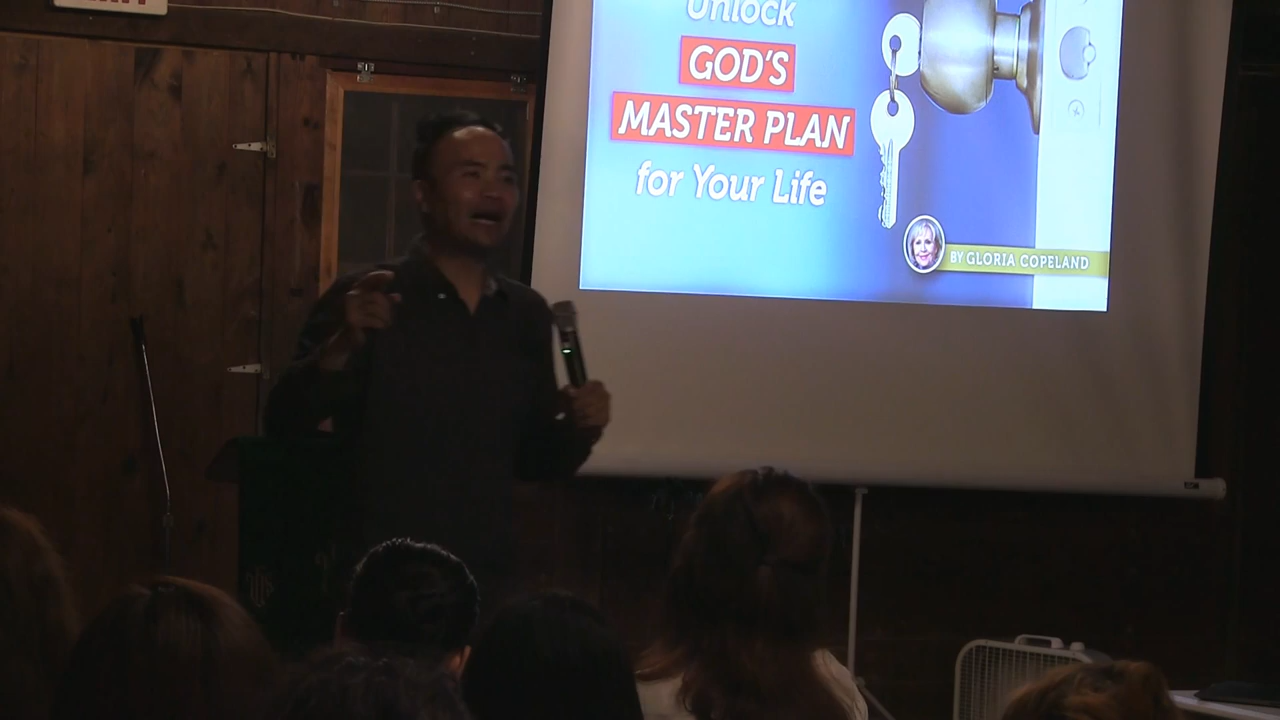 Unlock
GOD'S
MASTER PLAN
for Your Life
BY GLORIA COPELAND